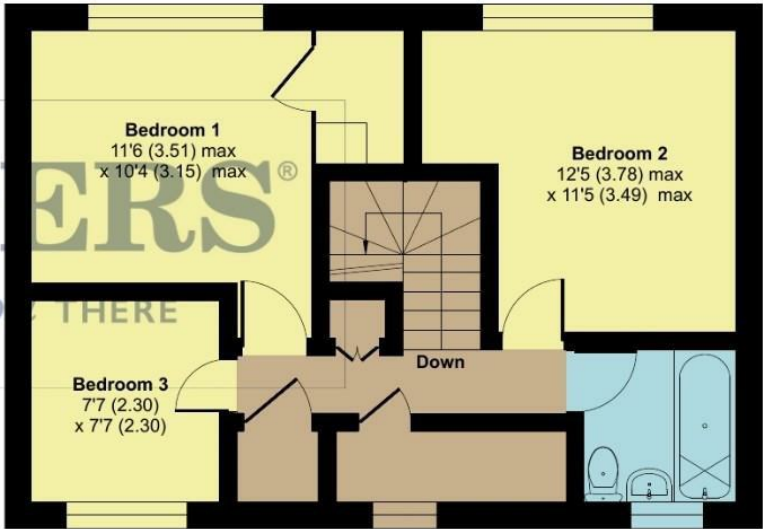 Bedroom 1
11'6 (3.51) max
x 10'4 (3.15) max
Bedroom 2
12'5 (3.78) max
x 11'5 (3.49) max
ERS®
THERE
Bedroom 3
7'7 (2.30)
x 7'7 (2.30)
Down